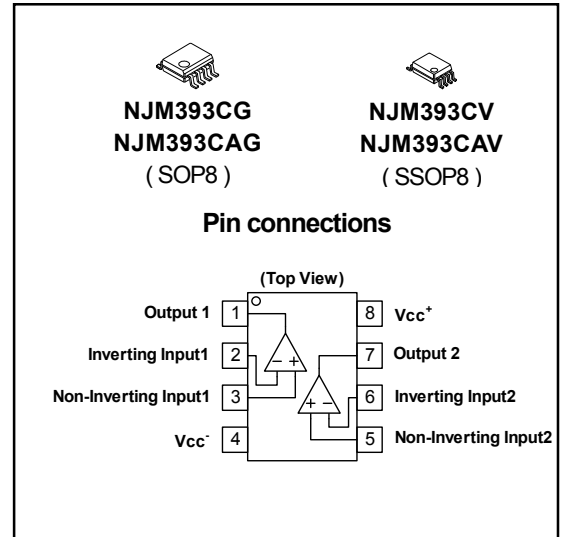 NJM393CG
NJM393CAG
( SOP8 )
NJM393CV
NJM393CAV
( SSOP8 )
Pin connections
(Top View)
Output 1 1 8 Vcc+
Inverting Input1 2 7 Output 2
- +
Non-Inverting Input1 3 6 Inverting Input2
+ -
Vcc- 4 5 Non-Inverting Input2